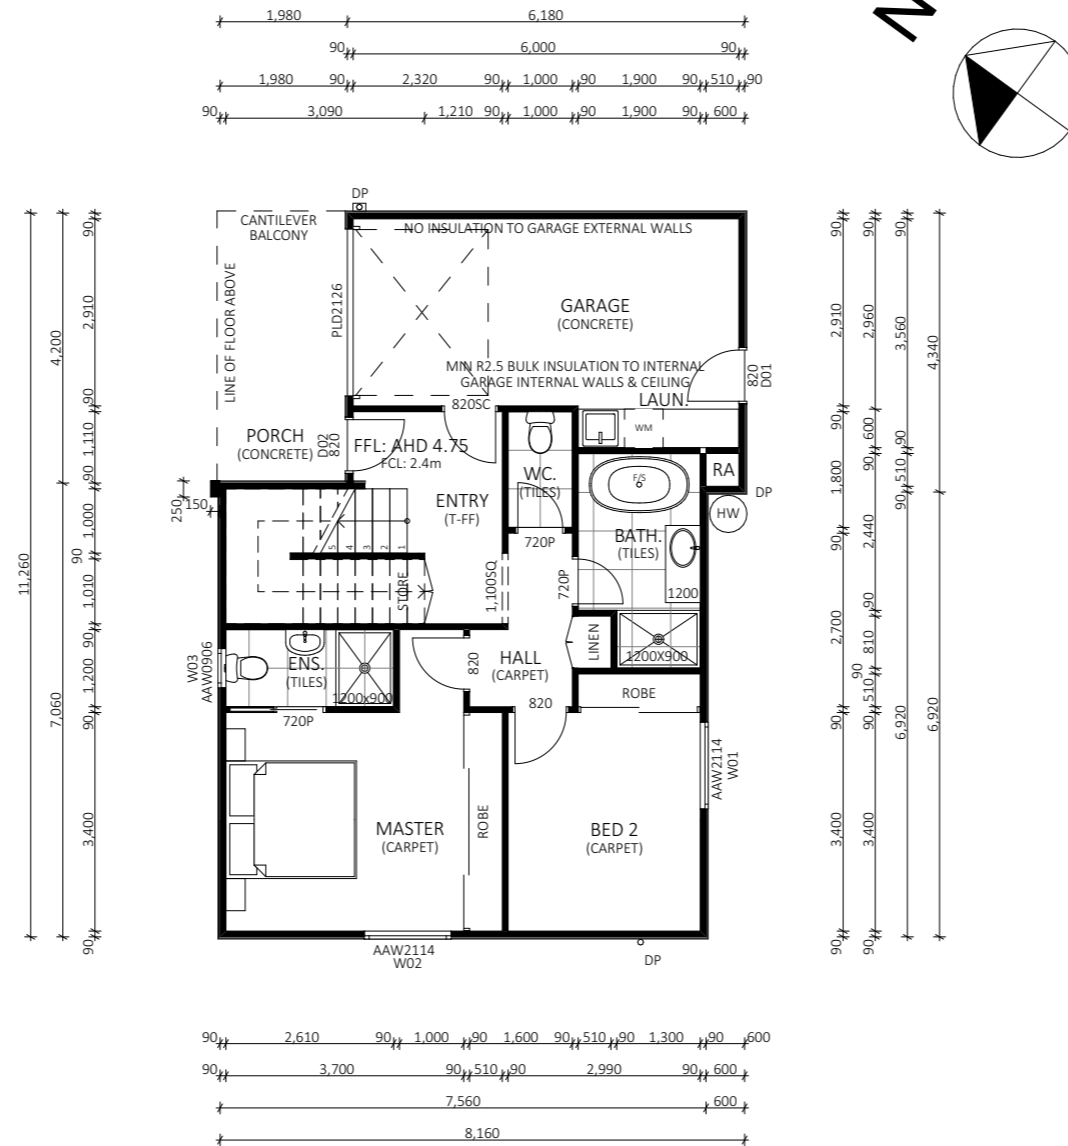 1,980
6,180
90
6,000
90
1,980
90
2,320
90
1,000
90
1,900
90
510
90
90
3,090
1,210
90
1,000
90
1,900
90
600
N
DP
CANTILEVER
BALCONY
NO INSULATION TO GARAGE EXTERNAL WALLS
LINE OF FLOOR ABOVE
PLD2126
GARAGE
(CONCRETE)
MIN R2.5 BULK INSULATION TO INTERNAL
GARAGE INTERNAL WALLS & CEILING
820
D01
820SC
LAUN.
WM
PORCH
(CONCRETE)
D02
820
FFL: AHD 4.75
FCL: 2.4m
WC.
(TILES)
F/S
RA
DP
HW
ENTRY
(T-FF)
BATH.
(TILES)
720P
720P
1200
1,100SQ
5
4
3
2
1
STORE
250
150
W03
AAW0906
ENS.
(TILES)
1200x900
720P
820
HALL
(CARPET)
820
LINEN
1200X900
ROBE
AAW2114
W01
MASTER
(CARPET)
ROBE
BED 2
(CARPET)
AAW2114
W02
DP
11,260
4,200
7,060
90
2,910
90
1,110
90
1,000
90
1,010
90
1,200
90
3,400
90
90
2,910
90
1,800
90
2,700
90
3,400
90
90
2,960
600
90
2,440
90
810
90
510
90
3,400
90
90
3,560
90
510
90
6,920
4,340
6,920
90
2,610
90
1,000
90
1,600
90
510
90
1,300
90
600
90
3,700
90
510
90
2,990
90
600
7,560
600
8,160